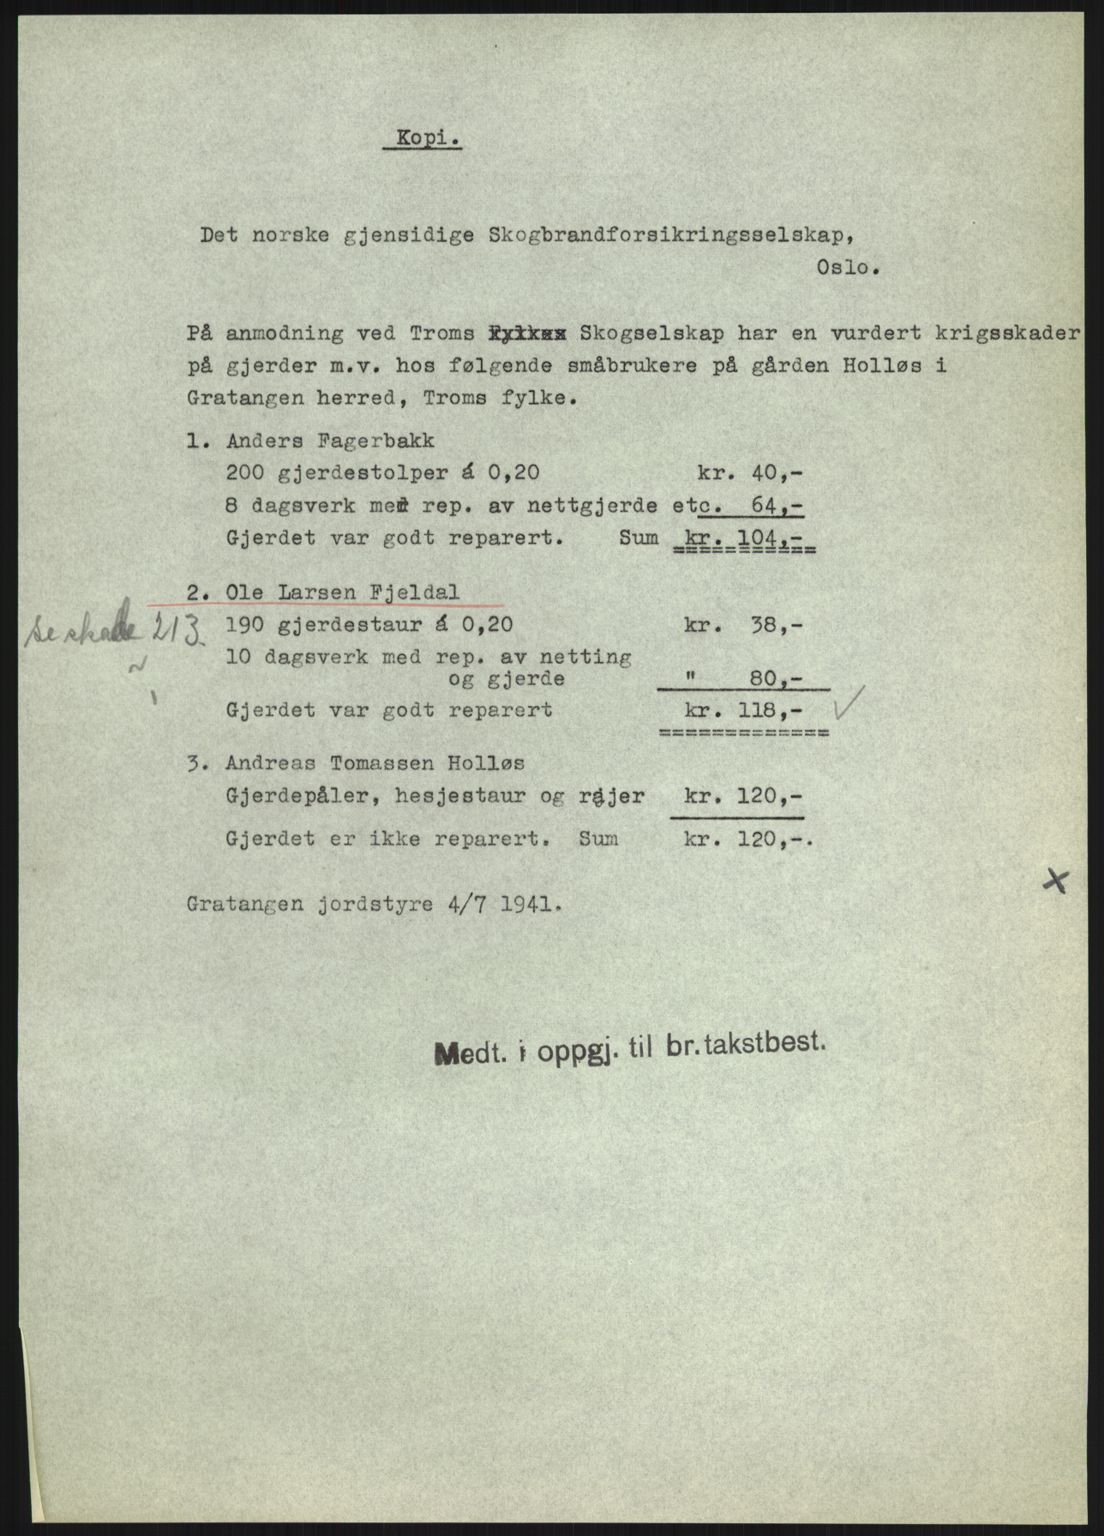 Kopi.
Det norske gjensidige Skogbrandforsikringsselskap,
Oslo.
På anmodning ved Troms Fylkes Skogselskap har en vurdert krigsskader
på gjerder m.v. hos følgende småbrukere på gården Holløs i
Gratangen herred, Troms fylke.
1. Anders Fagerbakk
200 gjerdestolper á 0,20 kr. 40,-
8 dagsverk med rep. av nettgjerde etc. 64,-
Gjerdet var godt reparert. Sum kr. 104,-
2. Ole Larsen Fjeldal
se skade 213. 190 gjerdestaur á 0,20 kr. 38,-
10 dagsverk med rep. av netting
og gjerde " 80,-
Gjerdet var godt reparert kr. 118,-
3. Andreas Tomassen Holløs
Gjerdepåler, hesjestaur og råjer kr. 120,-
Gjerdet er ikke reparert. Sum kr. 120,-.
x
Gratangen jordstyre 4/7 1941.
Medt. i oppgj. til br.takstbest.